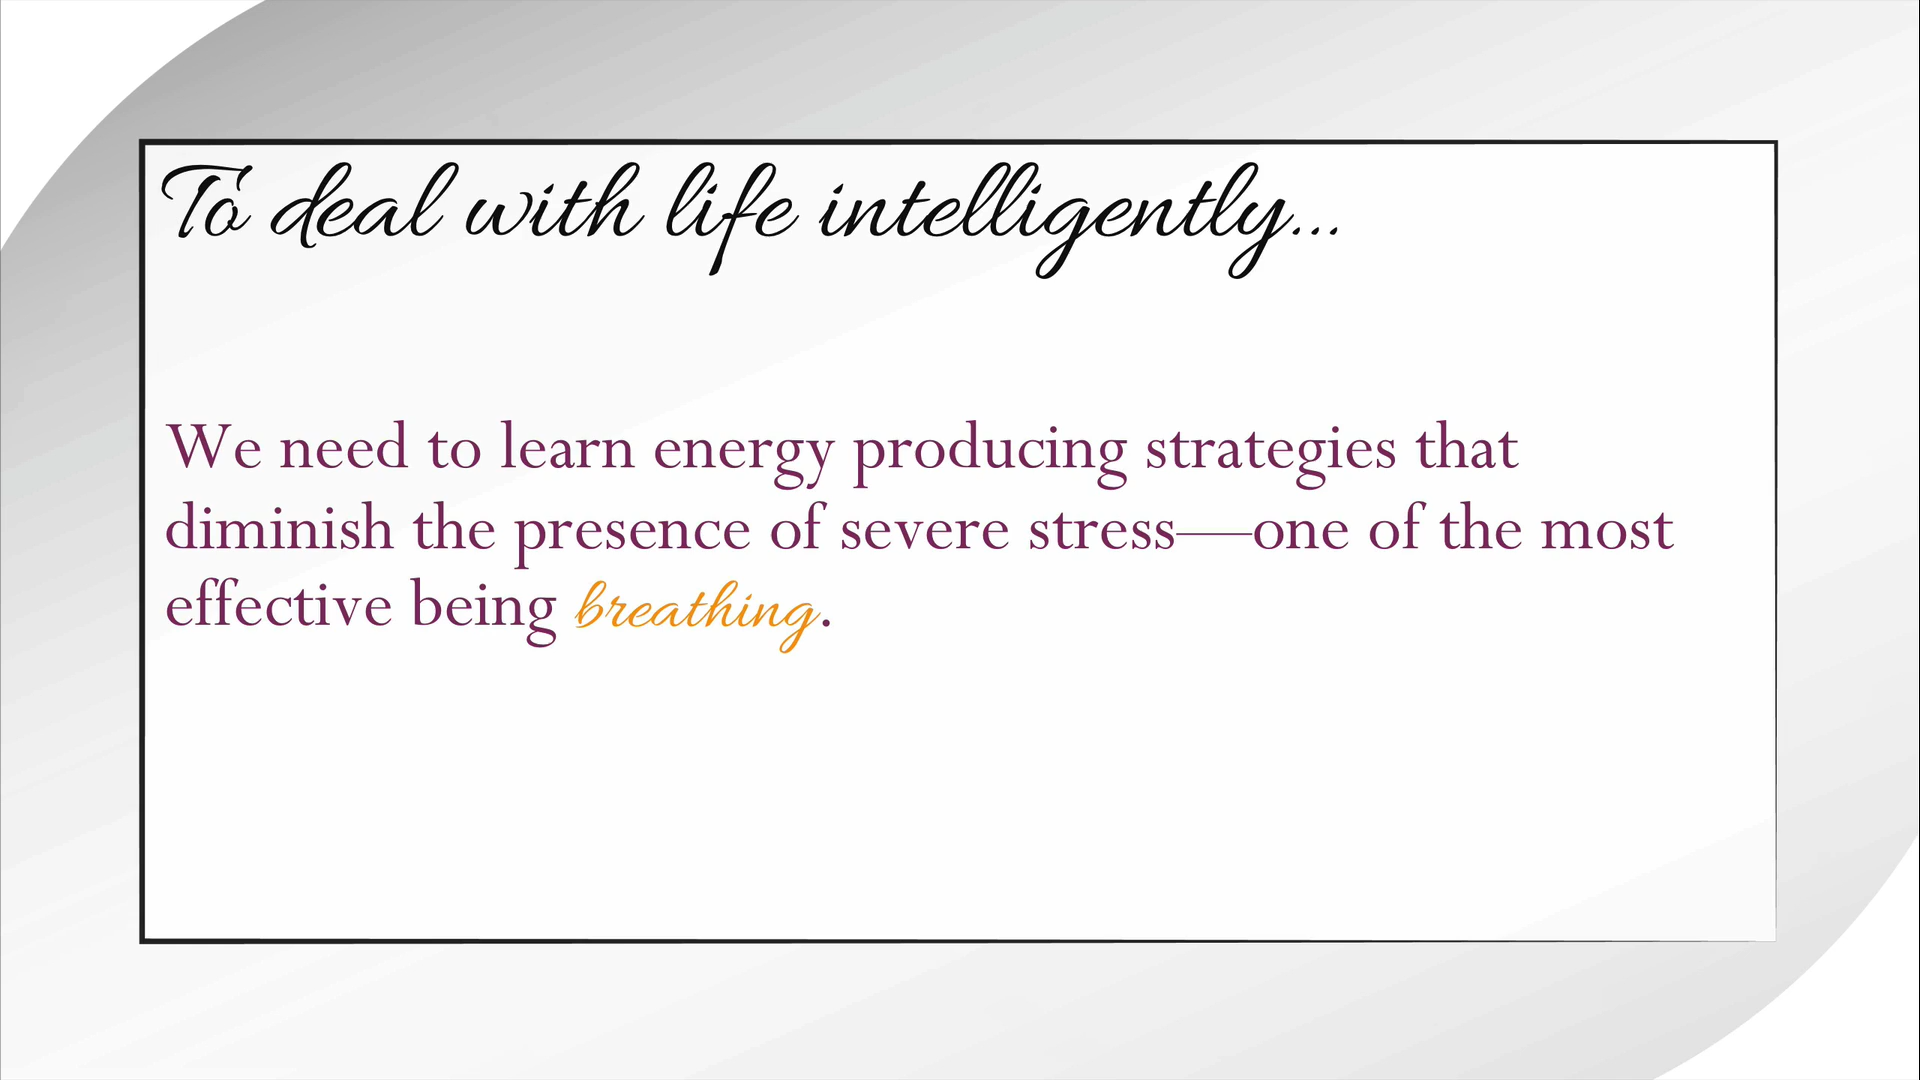 To deal with life intelligently...
We need to learn energy producing strategies that
diminish the presence of severe stress—one of the most
effective being breathing.